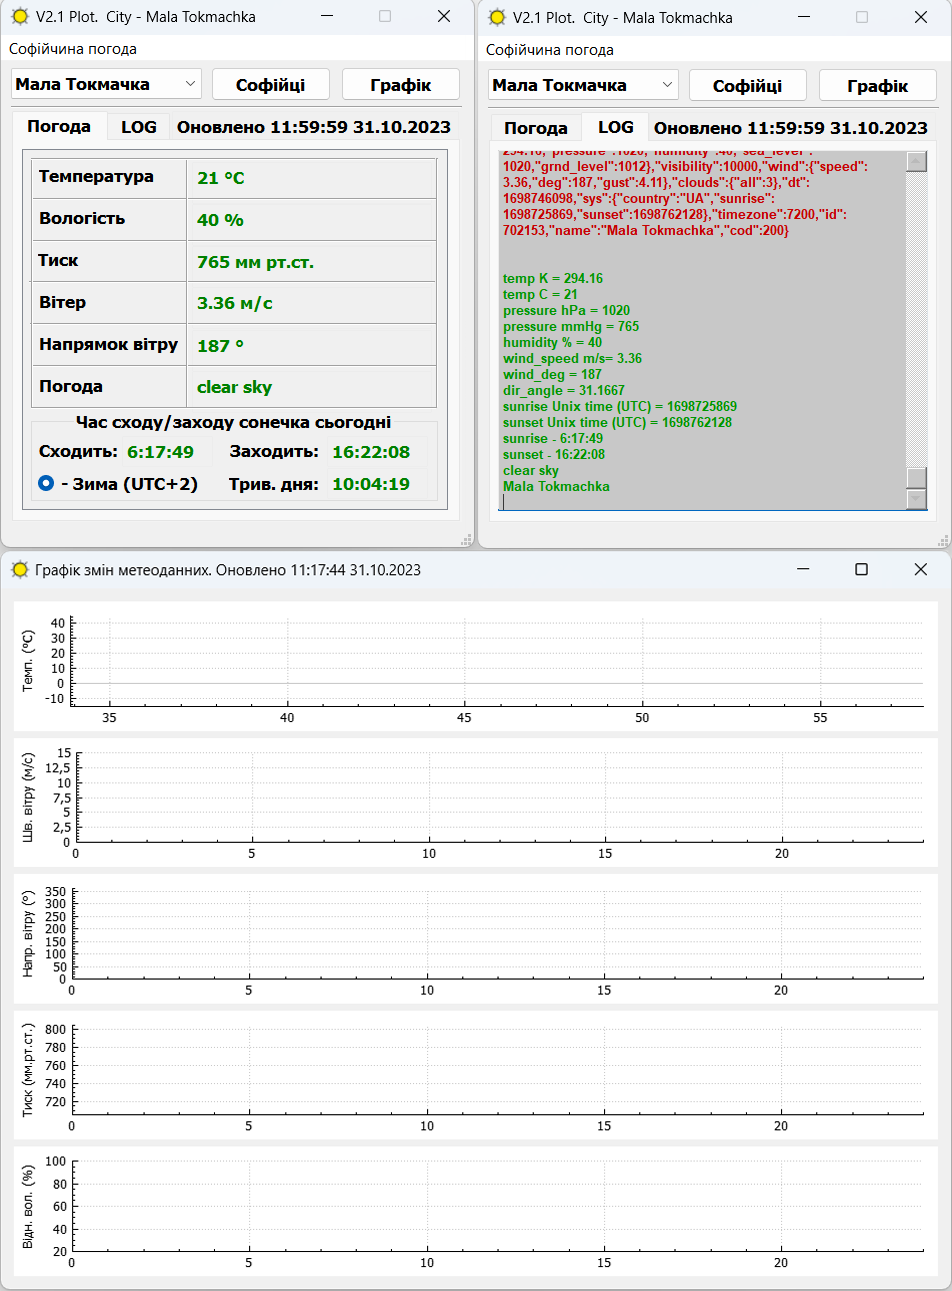 V2.1 Plot. City - Mala Tokmachka
Софійчина погода
Мала Токмачка
Софійці
Графік
Погода
LOG
Оновлено 11:59:59 31.10.2023
Температура 21 °C
Вологість 40 %
Тиск 765 мм рт.ст.
Вітер 3.36 м/с
Напрямок вітру 187 °
Погода clear sky
Час сходу/заходу сонечка сьогодні
Сходить: 6:17:49 Заходить: 16:22:08
- Зима (UTC+2) Трив. дня: 10:04:19
V2.1 Plot. City - Mala Tokmachka
Софійчина погода
Мала Токмачка
Софійці
Графік
Погода
LOG
Оновлено 11:59:59 31.10.2023
294.16,"pressure":1020,"humidity":40,"sea_level":
1020,"grnd_level":1012},"visibility":10000,"wind":{"speed":
3.36,"deg":187,"gust":4.11},"clouds":{"all":3},"dt":
1698746098,"sys":{"country":"UA","sunrise":
1698725869,"sunset":1698762128},"timezone":7200,"id":
702153,"name":"Mala Tokmachka","cod":200}
temp K = 294.16
temp C = 21
pressure hPa = 1020
pressure mmHg = 765
humidity % = 40
wind_speed m/s= 3.36
wind_deg = 187
dir_angle = 31.1667
sunrise Unix time (UTC) = 1698725869
sunset Unix time (UTC) = 1698762128
sunrise - 6:17:49
sunset - 16:22:08
clear sky
Mala Tokmachka
Графік змін метеоданних. Оновлено 11:17:44 31.10.2023
Темп. (°C)
40
30
20
10
0
-10
35 40 45 50 55
Шв. вітру (м/с)
15
12,5
10
7,5
5
2,5
0
0 5 10 15 20
Напр. вітру (°)
350
300
250
200
150
100
50
0
0 5 10 15 20
Тиск (мм.рт.ст.)
800
780
760
740
720
0 5 10 15 20
Відн. вол. (%)
100
80
60
40
20
0 5 10 15 20